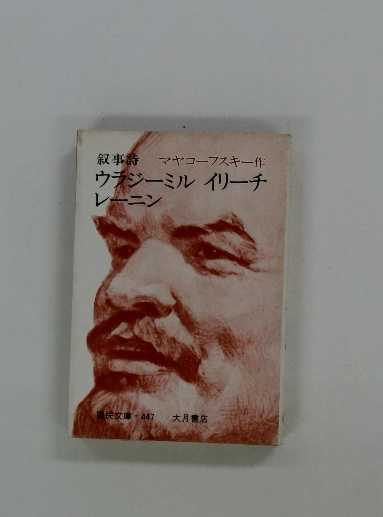 叙事詩 マヤコーフスキー作
ウラジーミル イリーチ
レーニン
国民文庫・447 大月書店